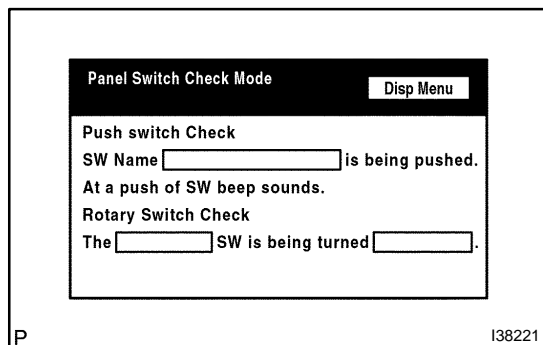 Panel Switch Check Mode
Disp Menu
Push switch Check
SW Name is being pushed.
At a push of SW beep sounds.
Rotary Switch Check
The SW is being turned .
P
I38221